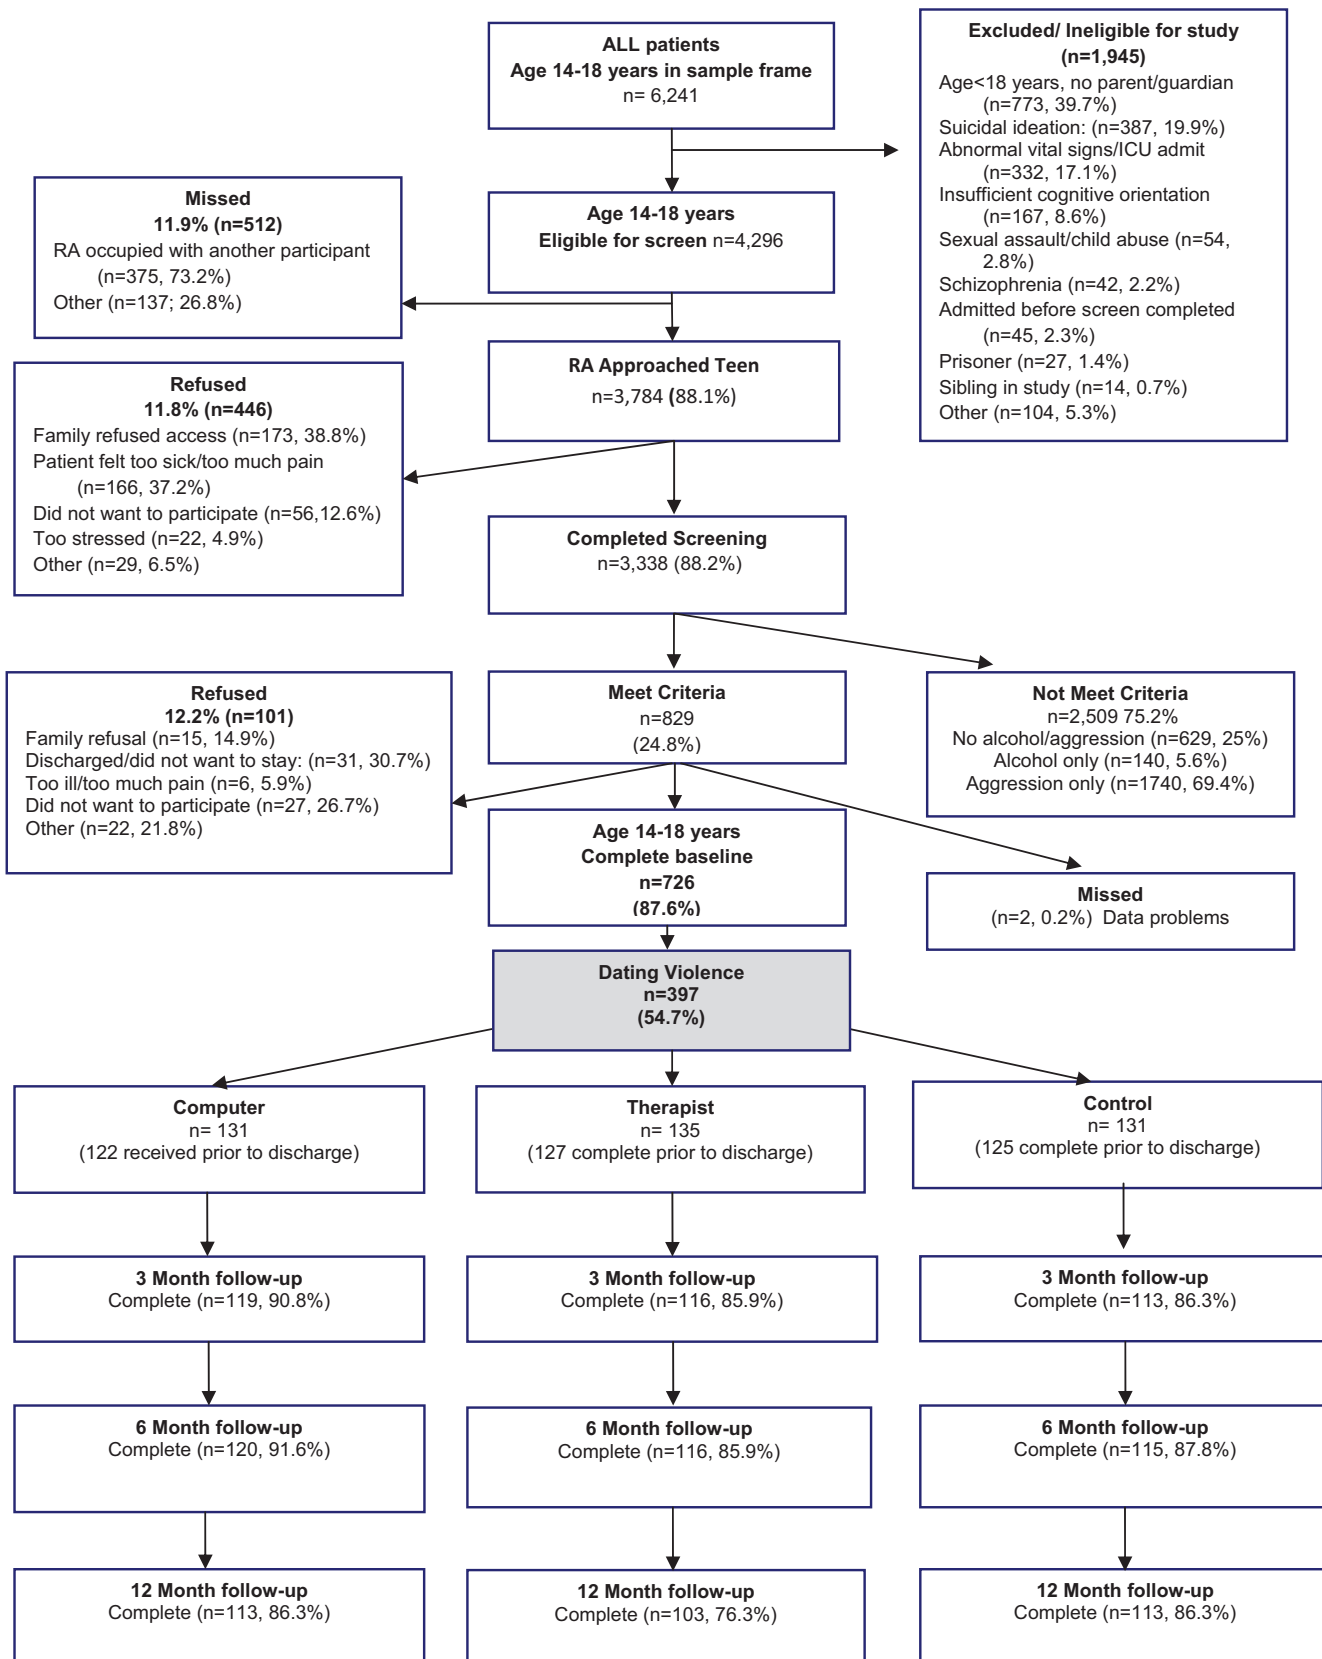 ALL patients
Age 14-18 years in sample frame
n= 6,241
Excluded/ Ineligible for study
(n=1,945)
Age<18 years, no parent/guardian
(n=773, 39.7%)
Suicidal ideation: (n=387, 19.9%)
Abnormal vital signs/ICU admit
(n=332, 17.1%)
Insufficient cognitive orientation
(n=167, 8.6%)
Sexual assault/child abuse (n=54,
2.8%)
Schizophrenia (n=42, 2.2%)
Admitted before screen completed
(n=45, 2.3%)
Prisoner (n=27, 1.4%)
Sibling in study (n=14, 0.7%)
Other (n=104, 5.3%)
Missed
11.9% (n=512)
RA occupied with another participant
(n=375, 73.2%)
Other (n=137; 26.8%)
Age 14-18 years
Eligible for screen n=4,296
RA Approached Teen
n=3,784 (88.1%)
Refused
11.8% (n=446)
Family refused access (n=173, 38.8%)
Patient felt too sick/too much pain
(n=166, 37.2%)
Did not want to participate (n=56,12.6%)
Too stressed (n=22, 4.9%)
Other (n=29, 6.5%)
Completed Screening
n=3,338 (88.2%)
Refused
12.2% (n=101)
Family refusal (n=15, 14.9%)
Discharged/did not want to stay: (n=31, 30.7%)
Too ill/too much pain (n=6, 5.9%)
Did not want to participate (n=27, 26.7%)
Other (n=22, 21.8%)
Meet Criteria
n=829
(24.8%)
Not Meet Criteria
n=2,509 75.2%
No alcohol/aggression (n=629, 25%)
Alcohol only (n=140, 5.6%)
Aggression only (n=1740, 69.4%)
Age 14-18 years
Complete baseline
n=726
(87.6%)
Missed
(n=2, 0.2%) Data problems
Dating Violence
n=397
(54.7%)
Computer
n= 131
(122 received prior to discharge)
Therapist
n= 135
(127 complete prior to discharge)
Control
n= 131
(125 complete prior to discharge)
3 Month follow-up
Complete (n=119, 90.8%)
3 Month follow-up
Complete (n=116, 85.9%)
3 Month follow-up
Complete (n=113, 86.3%)
6 Month follow-up
Complete (n=120, 91.6%)
6 Month follow-up
Complete (n=116, 85.9%)
6 Month follow-up
Complete (n=115, 87.8%)
12 Month follow-up
Complete (n=113, 86.3%)
12 Month follow-up
Complete (n=103, 76.3%)
12 Month follow-up
Complete (n=113, 86.3%)